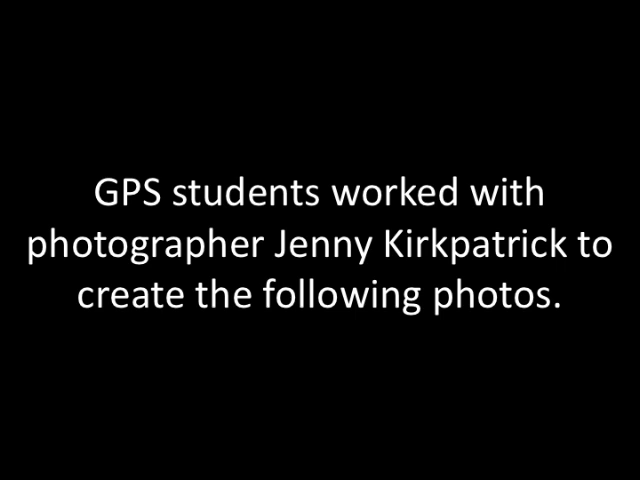 GPS students worked with
photographer Jenny Kirkpatrick to
create the following photos.